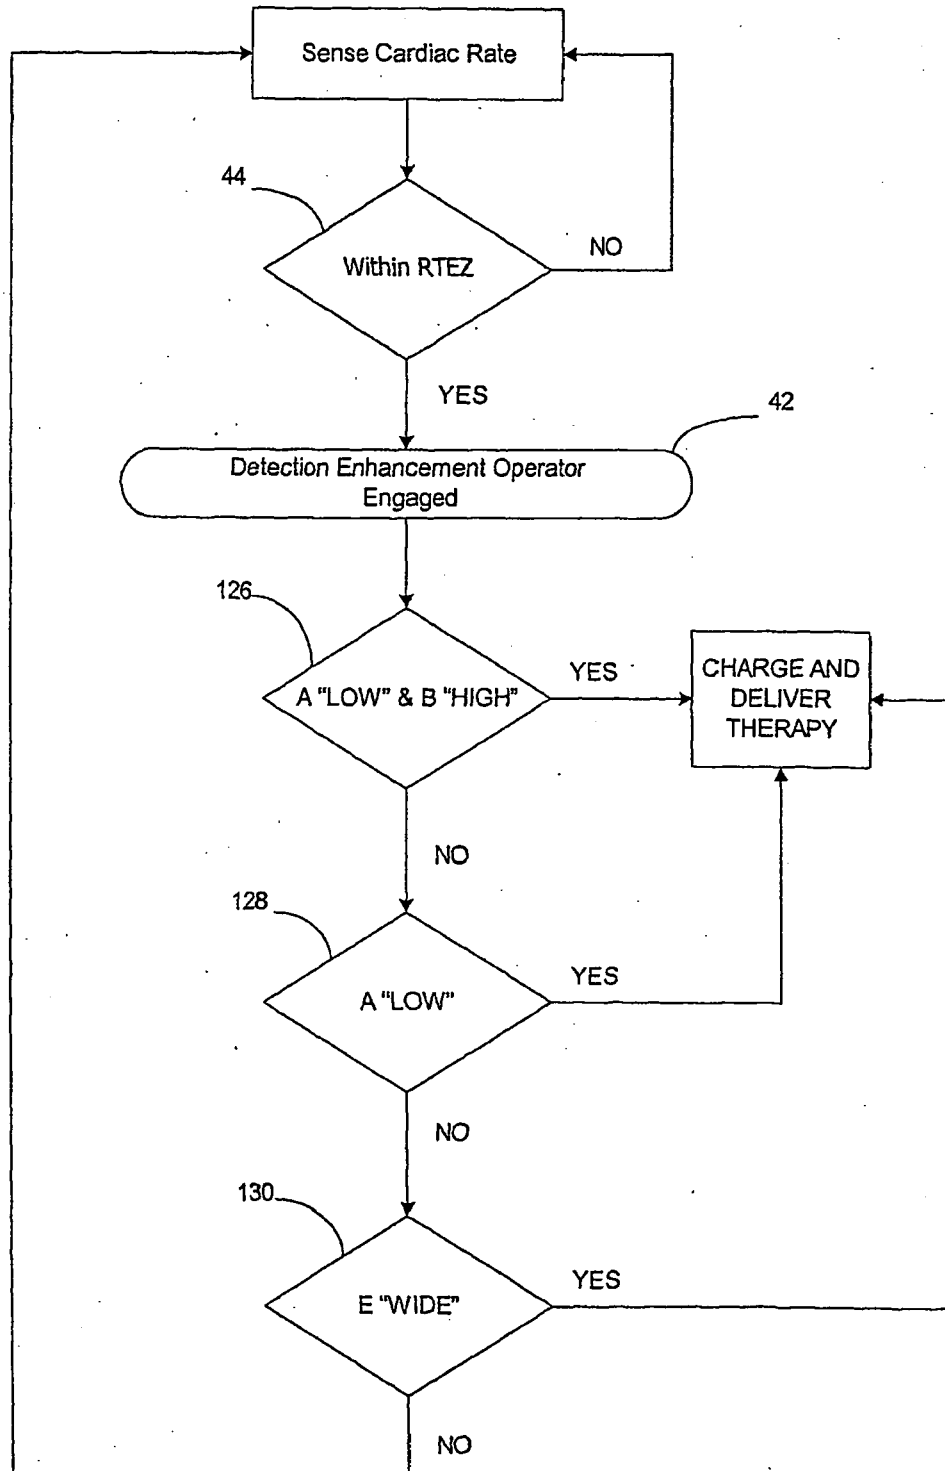 Sense Cardiac Rate
44
Within RTEZ
NO
YES
42
Detection Enhancement Operator
Engaged
126
A "LOW" & B "HIGH"
YES
CHARGE AND
DELIVER
THERAPY
NO
128
A "LOW"
YES
NO
130
E "WIDE"
YES
NO